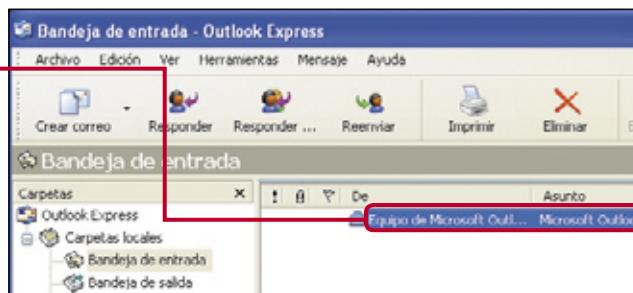 Bandeja de entrada - Outlook Express
Archivo Edición Ver Herramientas Mensaje Ayuda
Crear correo Responder Responder ... Reenviar Imprimir Eliminar
Bandeja de entrada
Carpetas × ! De Asunto
Outlook Express Equipo de Microsoft Outl... Microsoft Outloo
Carpetas locales
Bandeja de entrada
Bandeja de salida